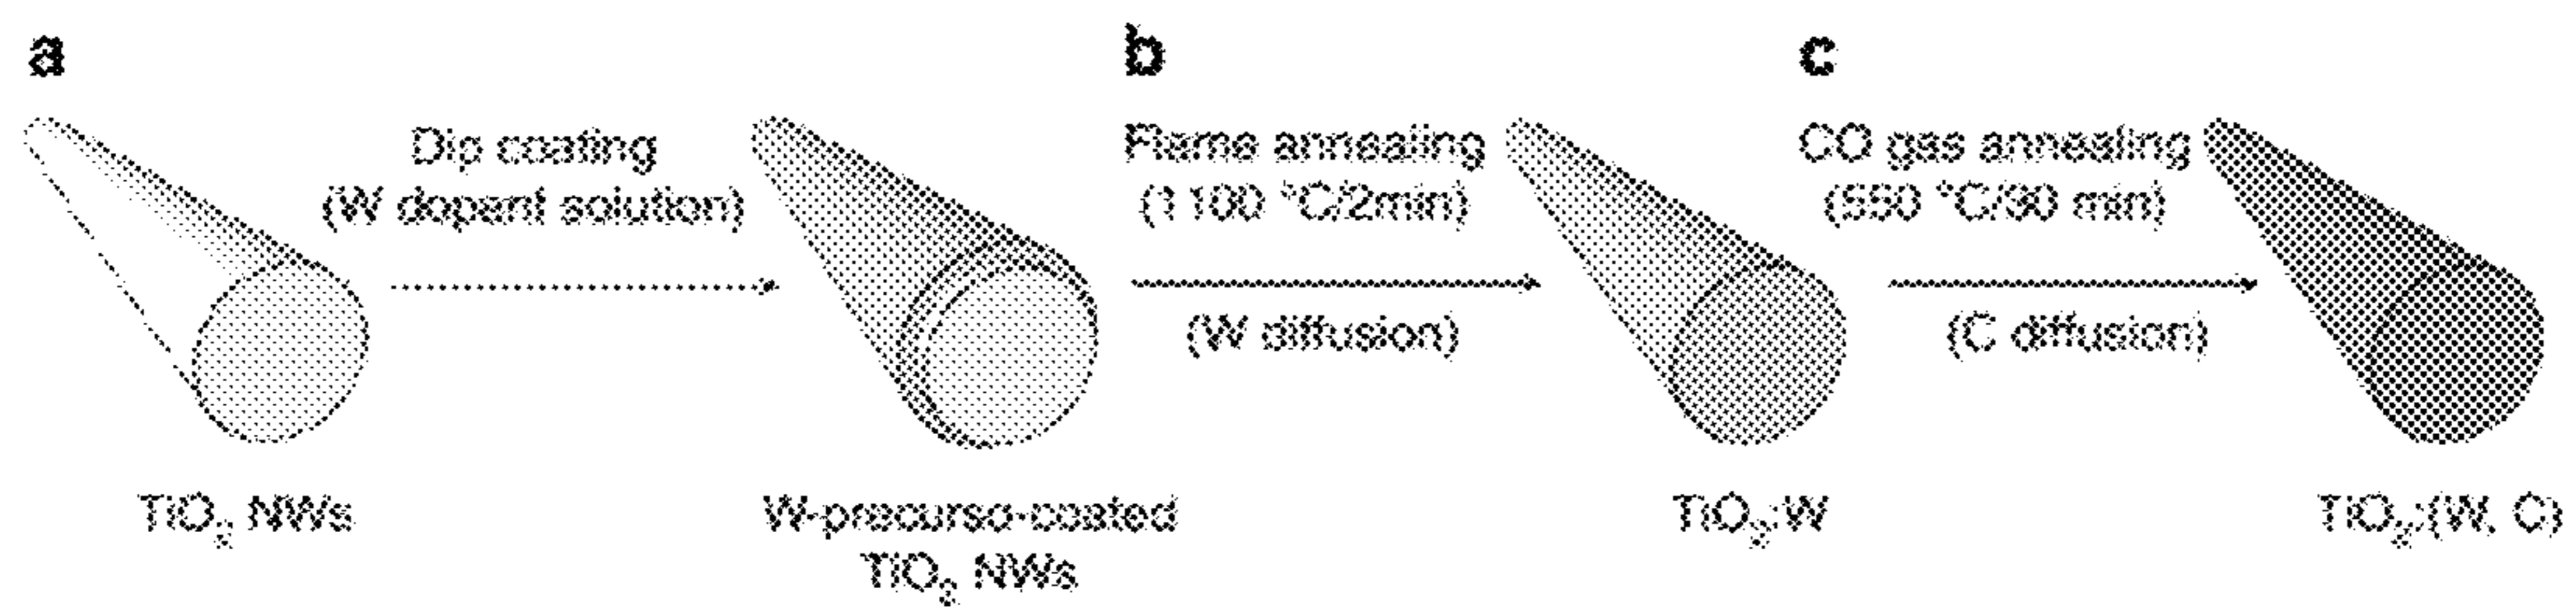 a
Dip coating
(W dopant solution)
TiO₂ NWs
W-precurso-coated
TiO₂ NWs
b
Flame annealing
(1100 °C/2min)
(W diffusion)
TiO₂:W
c
CO gas annealing
(550 °C/30 min)
(C diffusion)
TiO₂:(W, C)